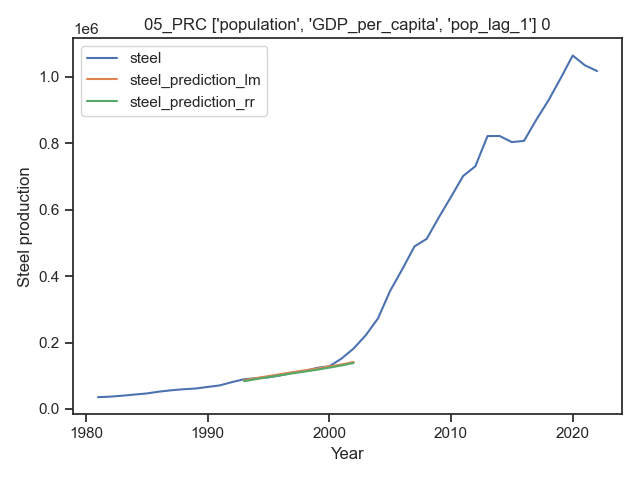 05_PRC ['population', 'GDP_per_capita', 'pop_lag_1'] 0
1e6
steel
steel_prediction_lm
steel_prediction_rr
Steel production
1.0
0.8
0.6
0.4
0.2
0.0
1980 1990 2000 2010 2020
Year